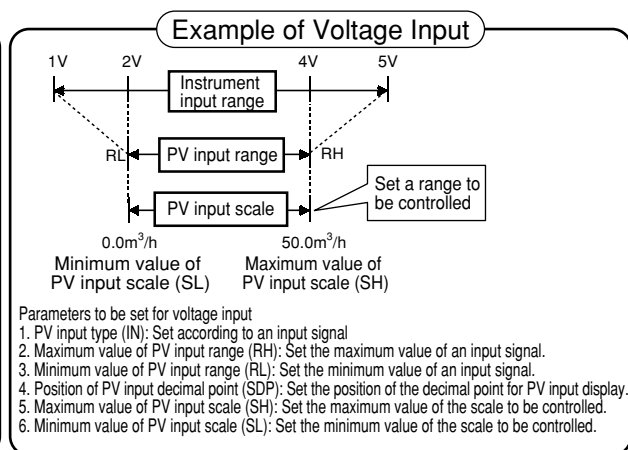 Example of Voltage Input
1V 2V 4V 5V
Instrument
input range
RL PV input range RH
PV input scale
Set a range to
be controlled
0.0m³/h 50.0m³/h
Minimum value of Maximum value of
PV input scale (SL) PV input scale (SH)
Parameters to be set for voltage input
1. PV input type (IN): Set according to an input signal
2. Maximum value of PV input range (RH): Set the maximum value of an input signal.
3. Minimum value of PV input range (RL): Set the minimum value of an input signal.
4. Position of PV input decimal point (SDP): Set the position of the decimal point for PV input display.
5. Maximum value of PV input scale (SH): Set the maximum value of the scale to be controlled.
6. Minimum value of PV input scale (SL): Set the minimum value of the scale to be controlled.